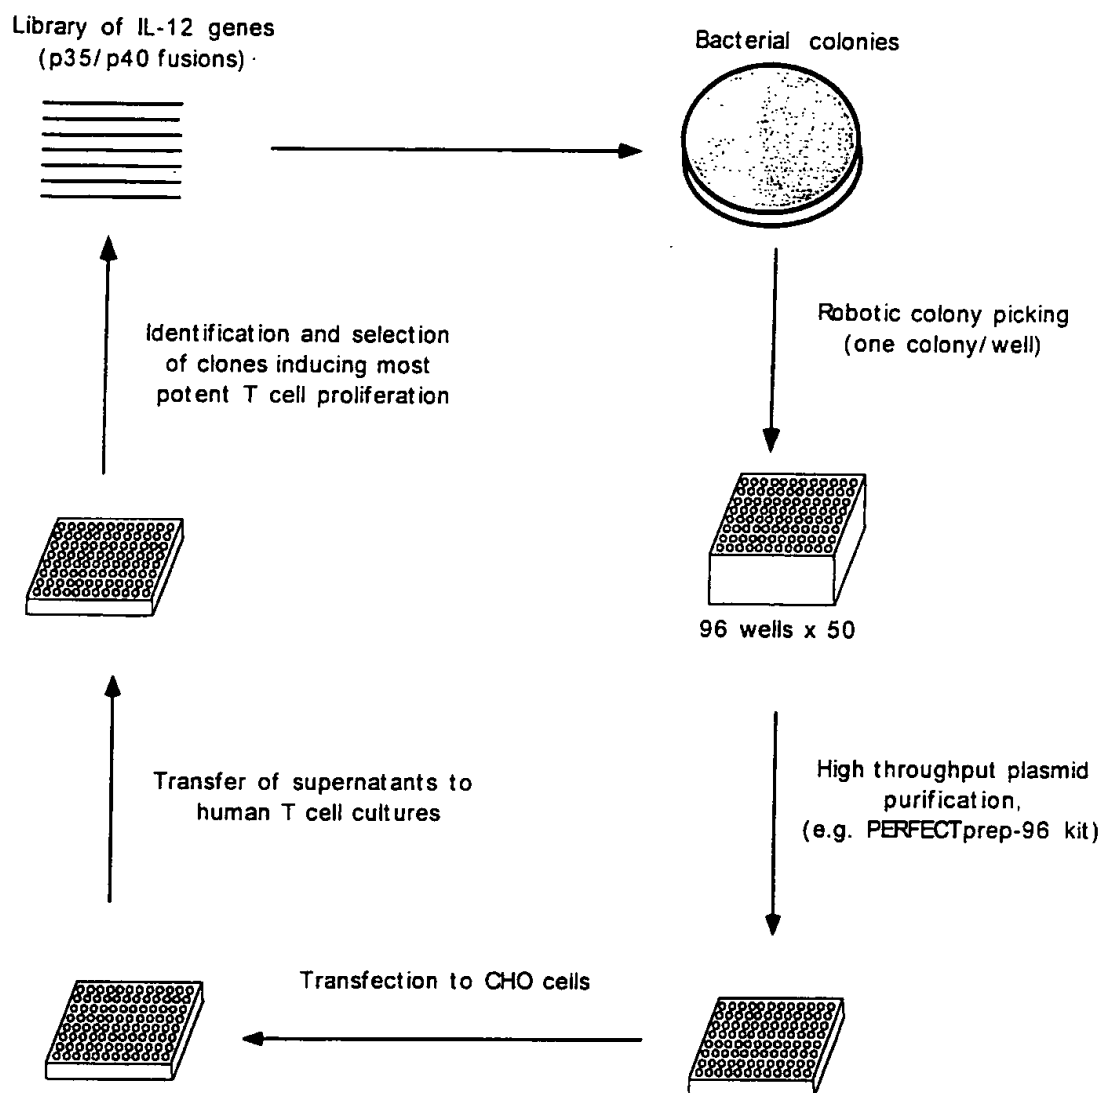 Library of IL-12 genes
(p35/p40 fusions)
Bacterial colonies
Robotic colony picking
(one colony/well)
Identification and selection
of clones inducing most
potent T cell proliferation
96 wells x 50
High throughput plasmid
purification,
(e.g. PERFECTprep-96 kit)
Transfer of supernatants to
human T cell cultures
Transfection to CHO cells